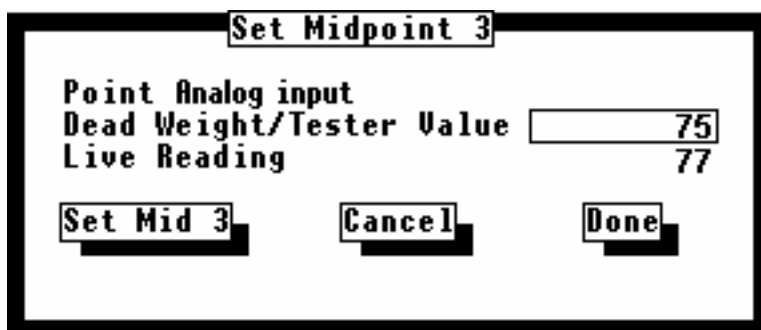 Set Midpoint 3
Point Analog input
Dead Weight/Tester Value 75
Live Reading 77
Set Mid 3 Cancel Done